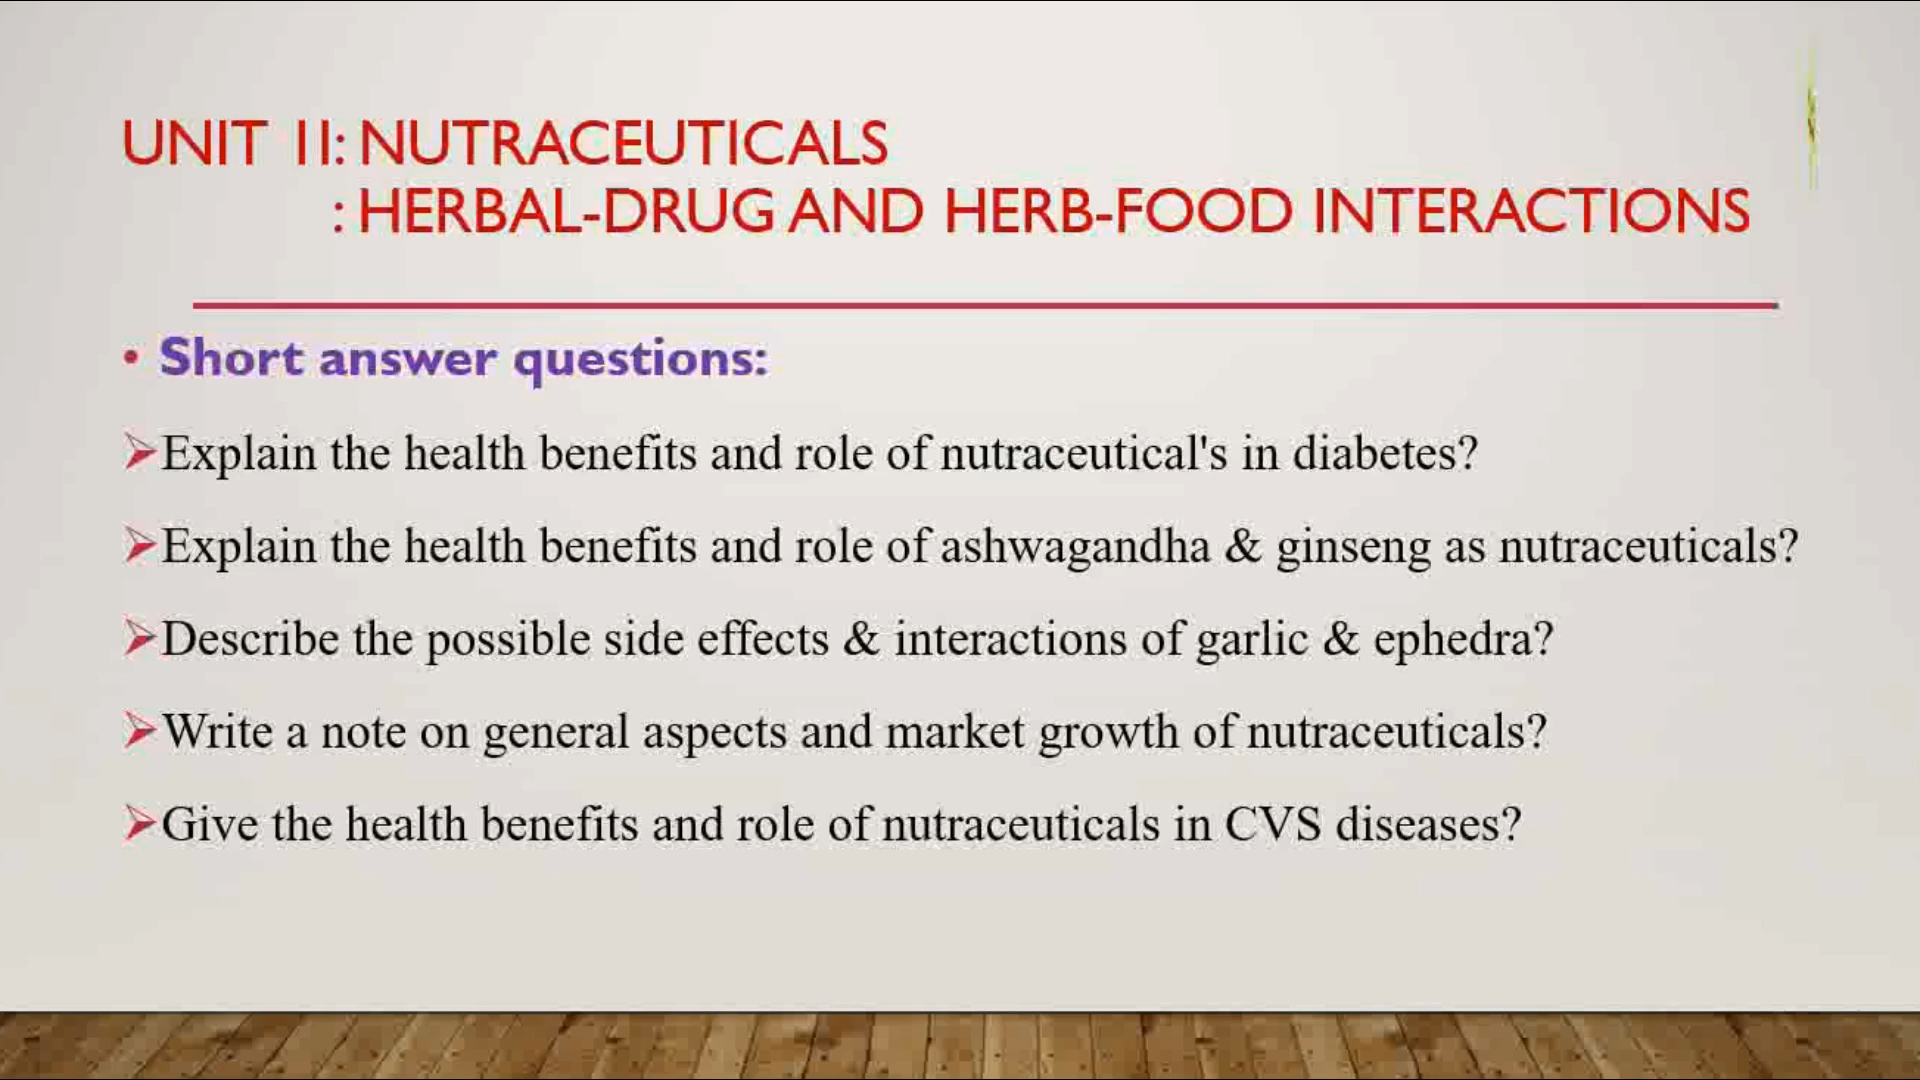 UNIT 1I: NUTRACEUTICALS
: HERBAL-DRUG AND HERB-FOOD INTERACTIONS
• Short answer questions:
➢Explain the health benefits and role of nutraceutical's in diabetes?
➢Explain the health benefits and role of ashwagandha & ginseng as nutraceuticals?
➢Describe the possible side effects & interactions of garlic & ephedra?
➢Write a note on general aspects and market growth of nutraceuticals?
➢Give the health benefits and role of nutraceuticals in CVS diseases?